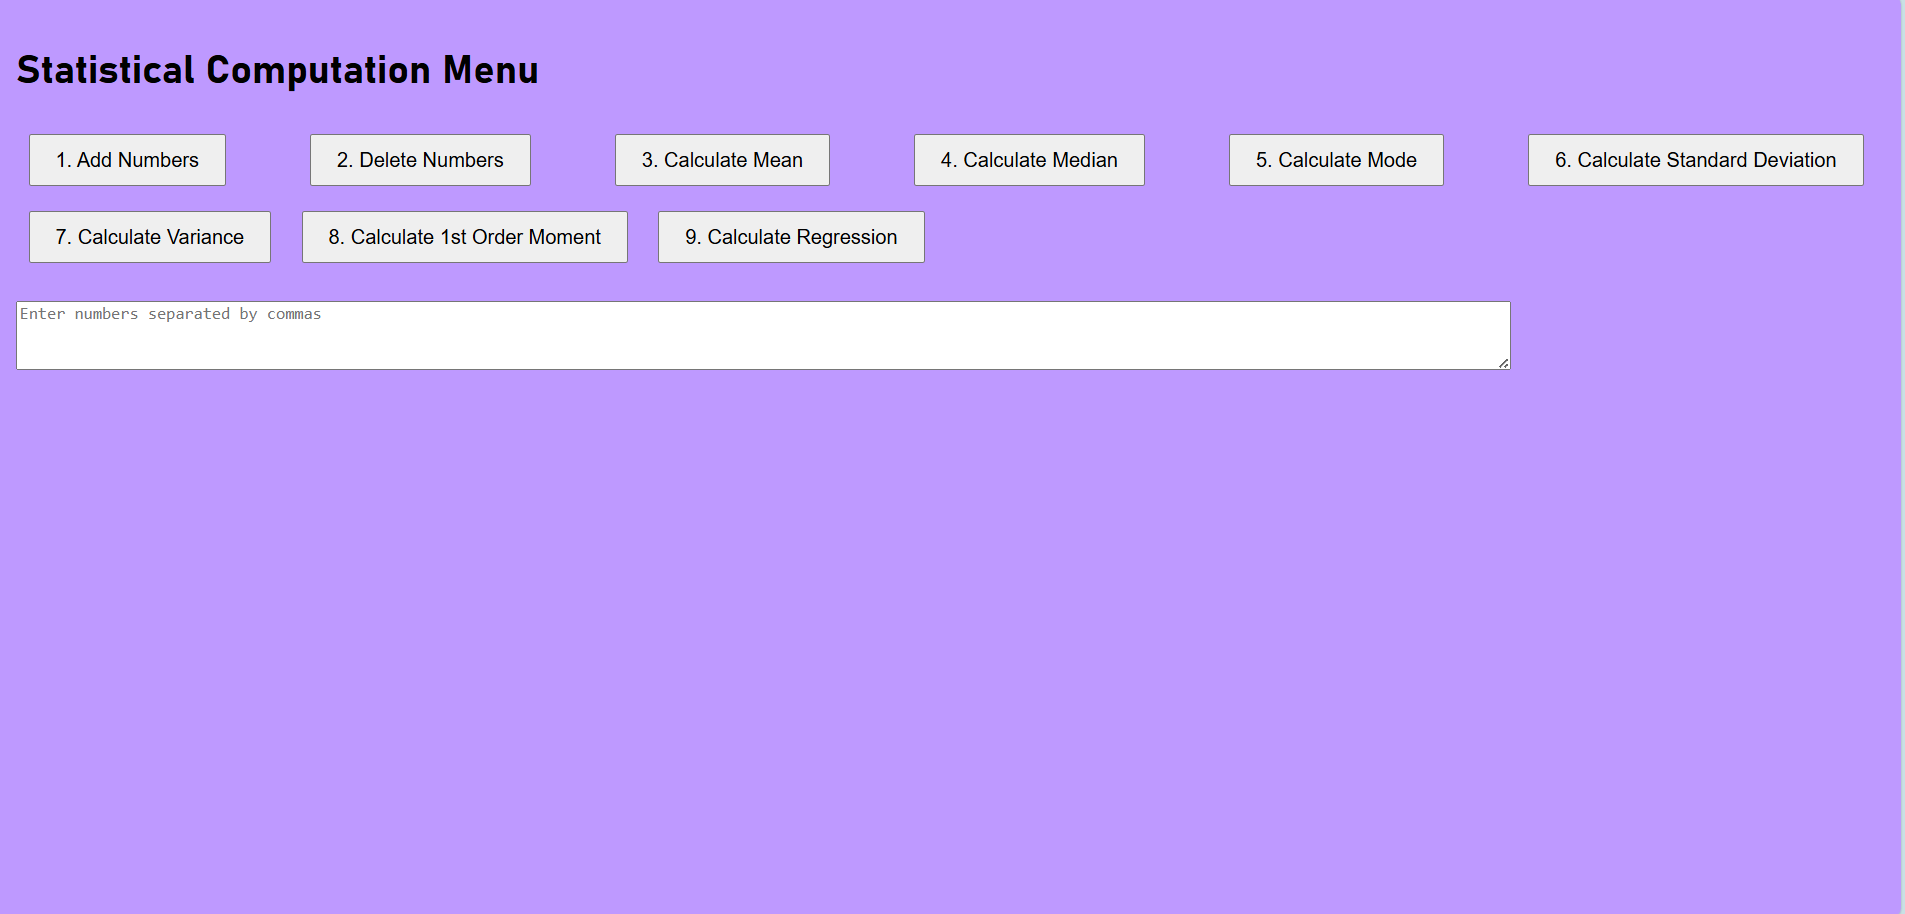 Statistical Computation Menu
1. Add Numbers 2. Delete Numbers 3. Calculate Mean 4. Calculate Median 5. Calculate Mode 6. Calculate Standard Deviation
7. Calculate Variance 8. Calculate 1st Order Moment 9. Calculate Regression
Enter numbers separated by commas